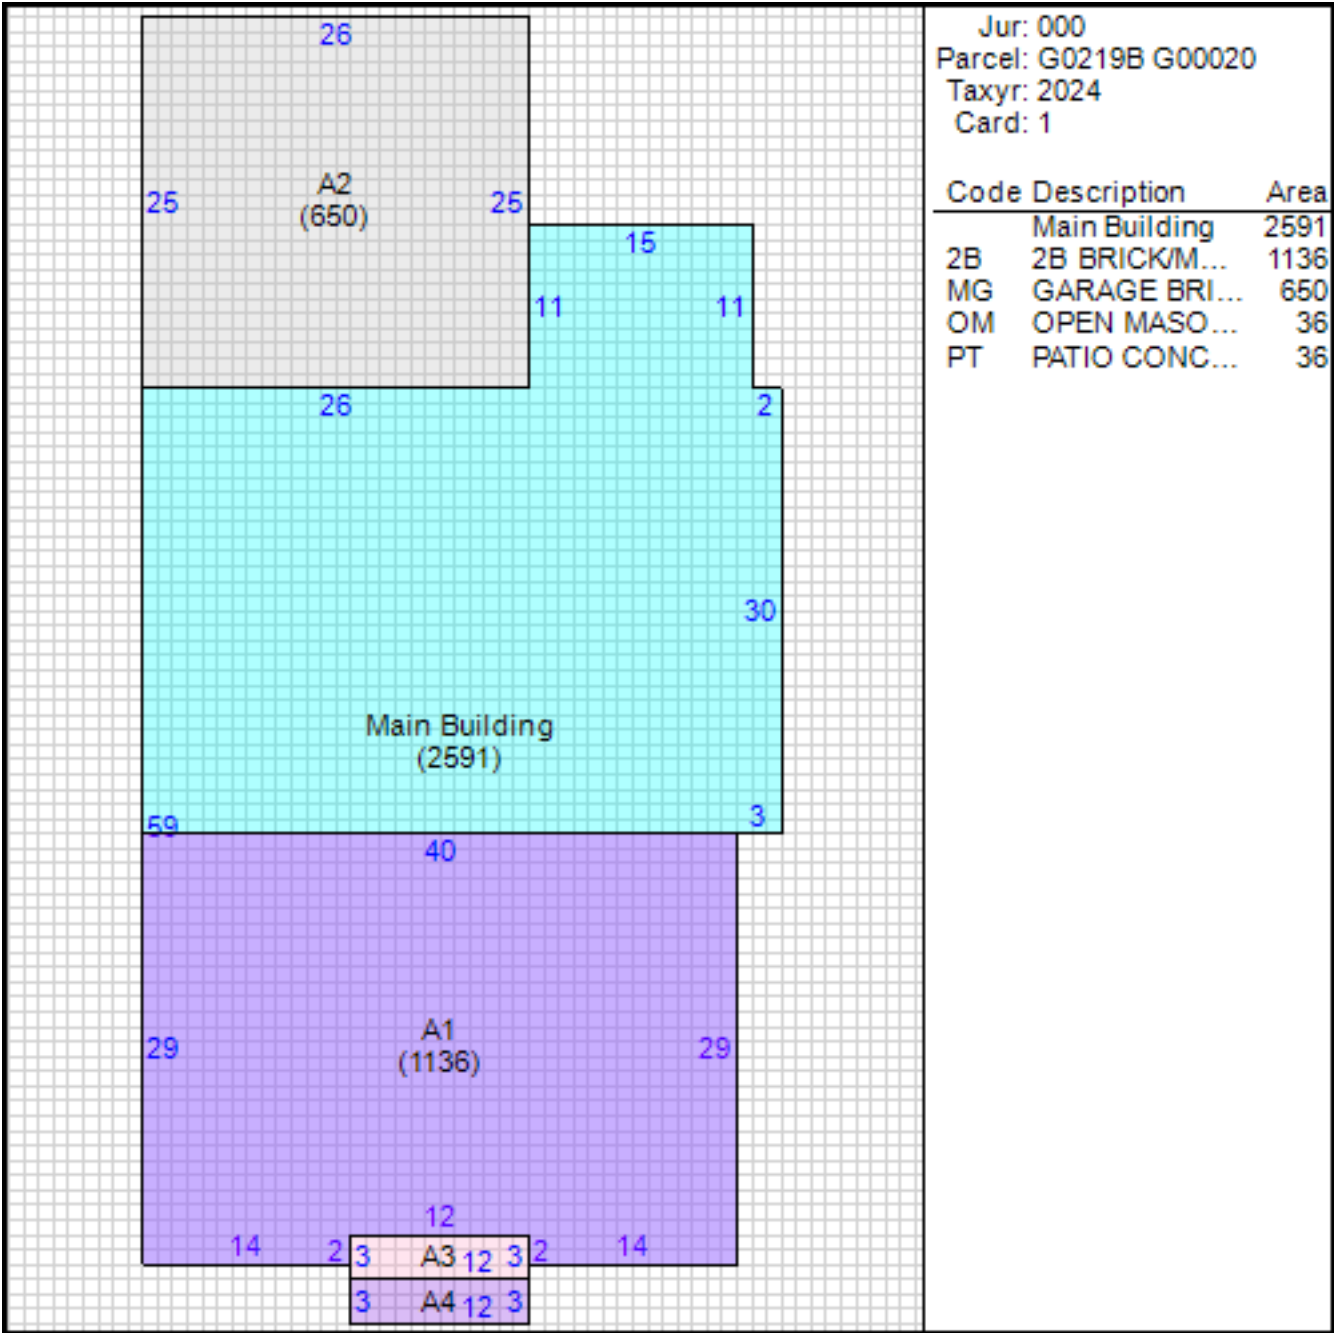 26
A2
(650)
25
25
15
11
11
26
2
30
Main Building
(2591)
59
3
40
29
A1
(1136)
29
12
14
2
3
A3
12
3
2
14
3
A4
12
3
Jur: 000
Parcel: G0219B G00020
Taxyr: 2024
Card: 1
Code Description Area
Main Building 2591
2B 2B BRICK/M... 1136
MG GARAGE BRI... 650
OM OPEN MASO... 36
PT PATIO CONC... 36